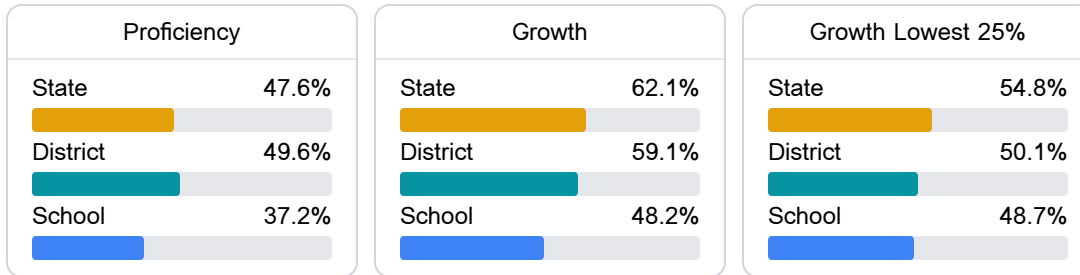 Proficiency
State 47.6%
District 49.6%
School 37.2%
Growth
State 62.1%
District 59.1%
School 48.2%
Growth Lowest 25%
State 54.8%
District 50.1%
School 48.7%